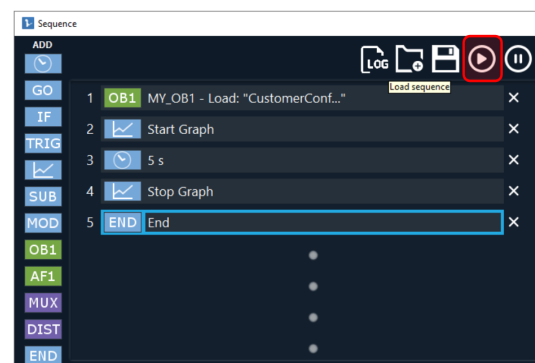 Sequence
ADD
LOG
Load sequence
GO
IF
TRIG
SUB
MOD
OB1
AF1
MUX
DIST
END
1 OB1 MY_OB1 - Load: "CustomerConf..." ×
2 Start Graph ×
3 5 s ×
4 Stop Graph ×
5 END End ×